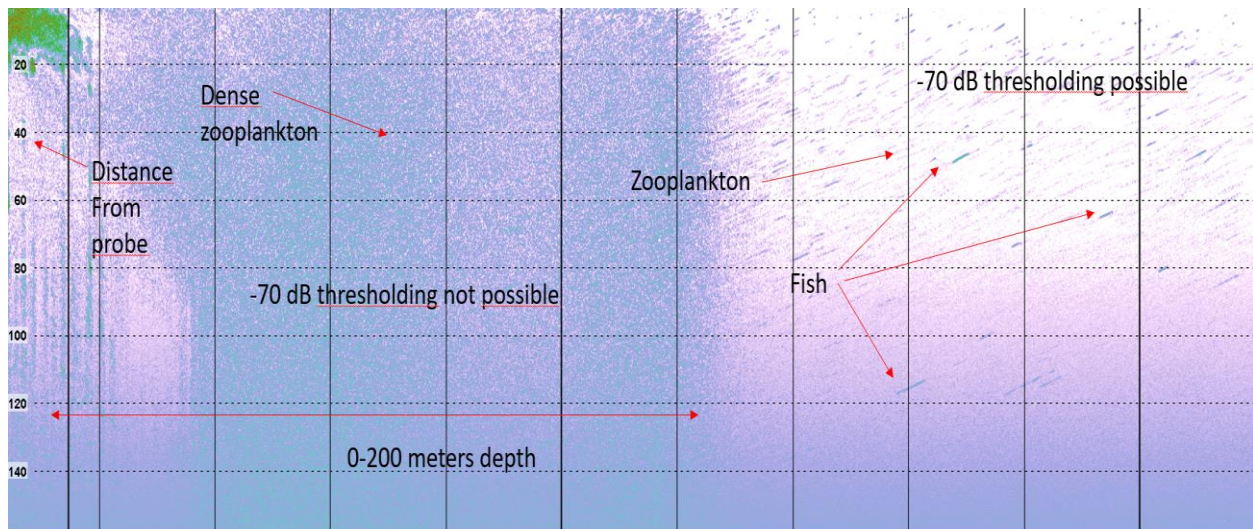 20
40
60
80
100
120
140
Distance
From
probe
Dense
zooplankton
-70 dB thresholding not possible
0-200 meters depth
Zooplankton
-70 dB thresholding possible
Fish